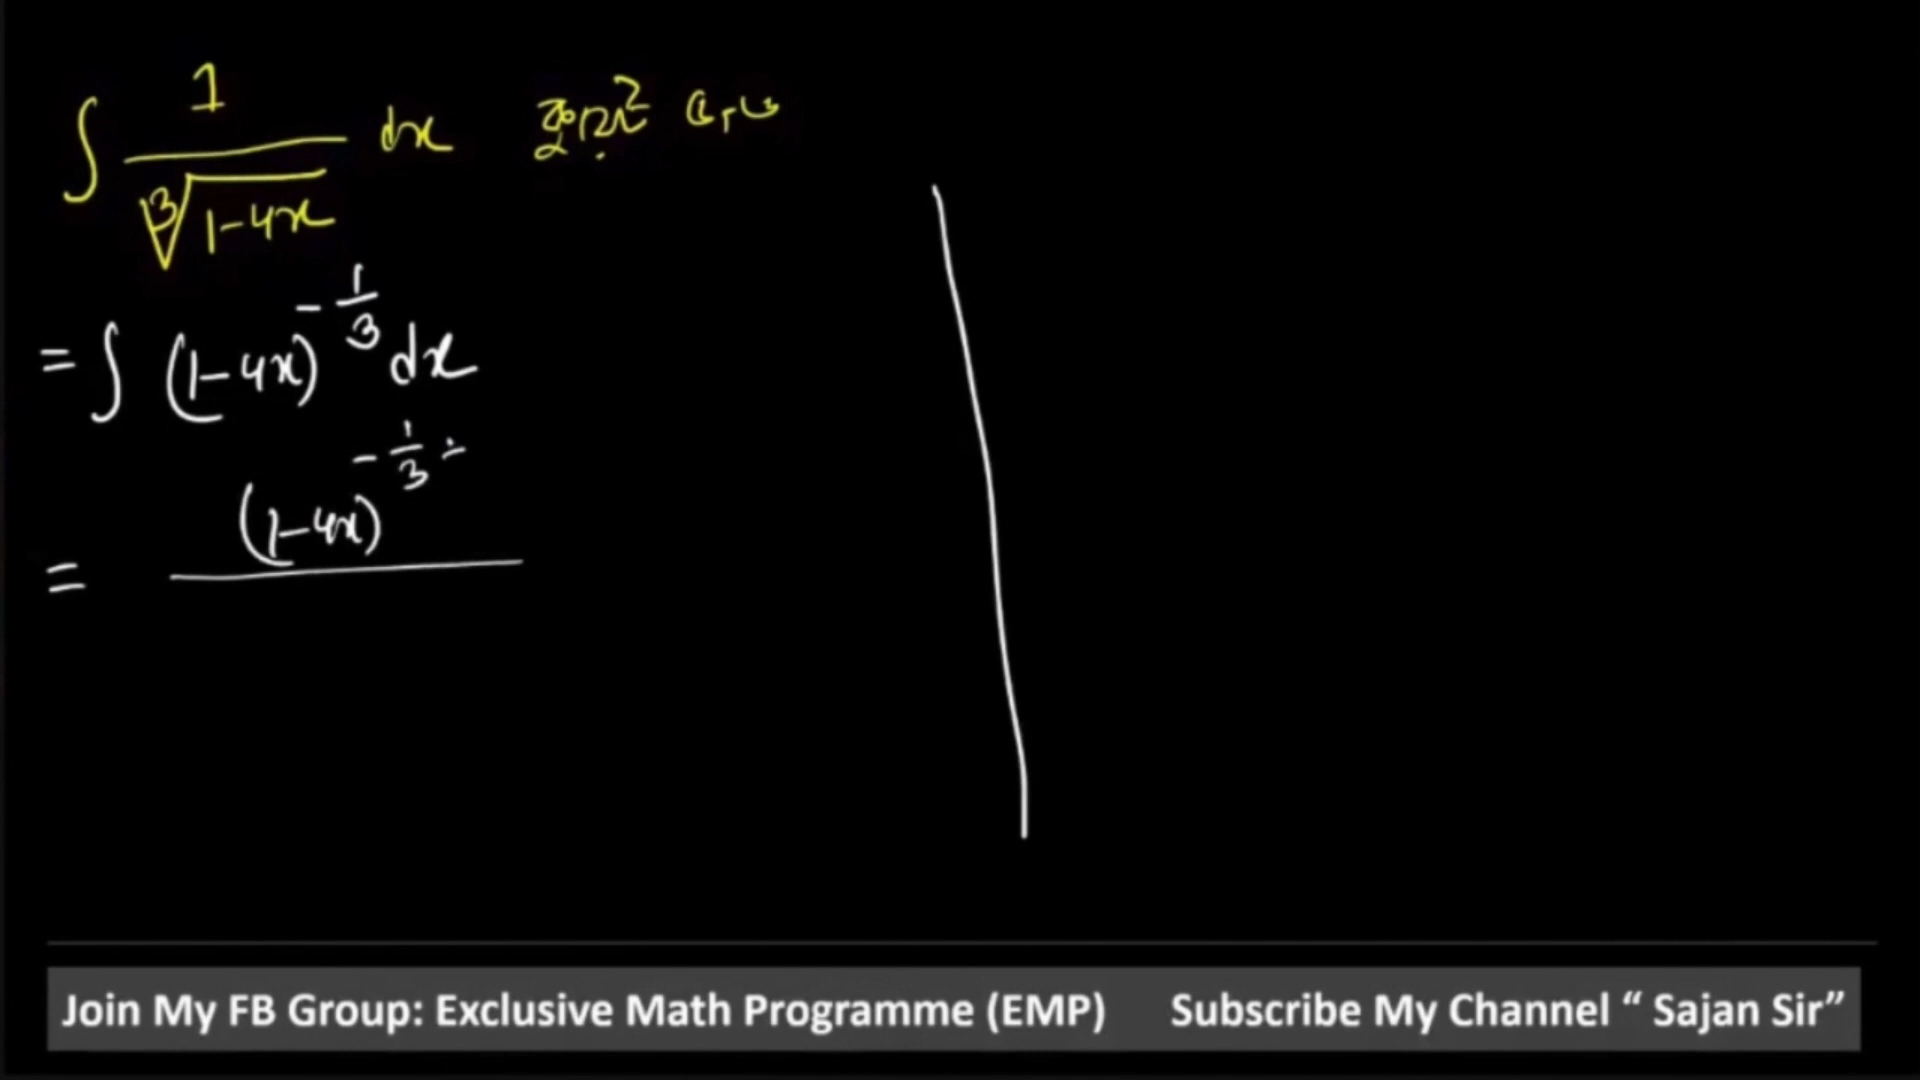 ∫ 1/∛(1-4x) dx
= ∫ (1-4x)^(-1/3) dx
= (1-4x)^(-1/3 +
Join My FB Group: Exclusive Math Programme (EMP) Subscribe My Channel “ Sajan Sir”